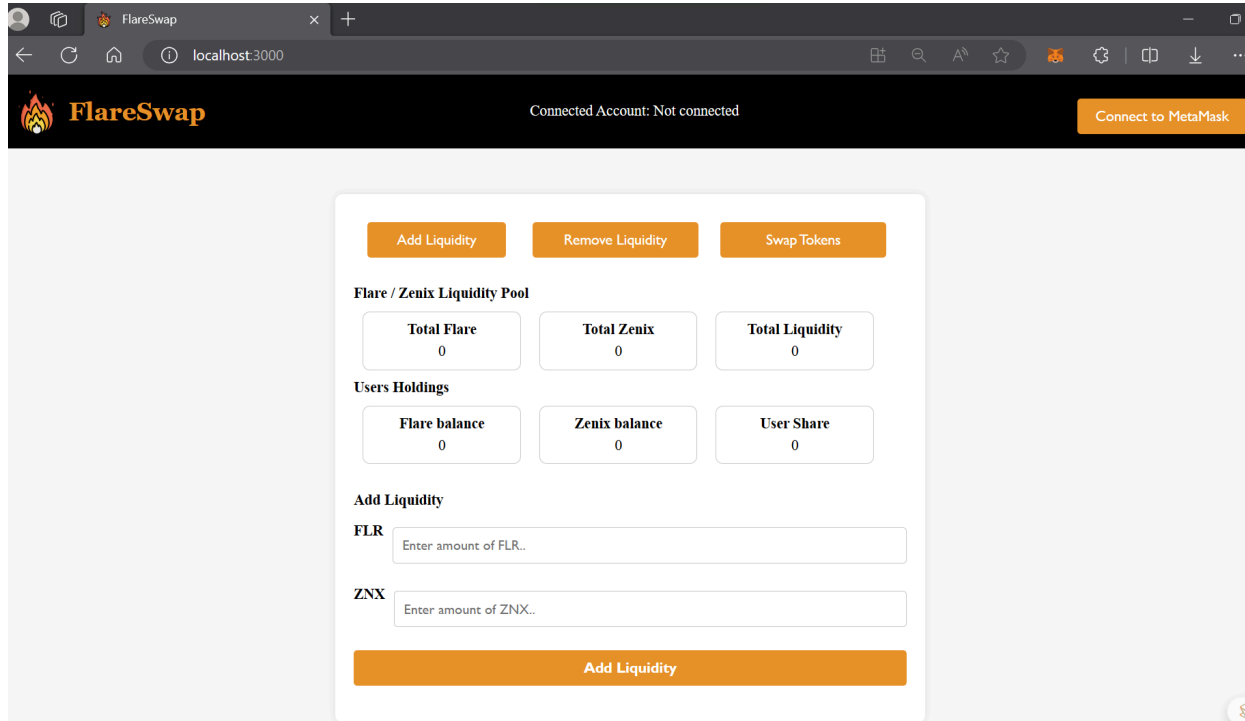 FlareSwap
localhost:3000
FlareSwap
Connected Account: Not connected
Connect to MetaMask
Add Liquidity
Remove Liquidity
Swap Tokens
Flare / Zenix Liquidity Pool
Total Flare
0
Total Zenix
0
Total Liquidity
0
Users Holdings
Flare balance
0
Zenix balance
0
User Share
0
Add Liquidity
FLR
Enter amount of FLR..
ZNX
Enter amount of ZNX..
Add Liquidity